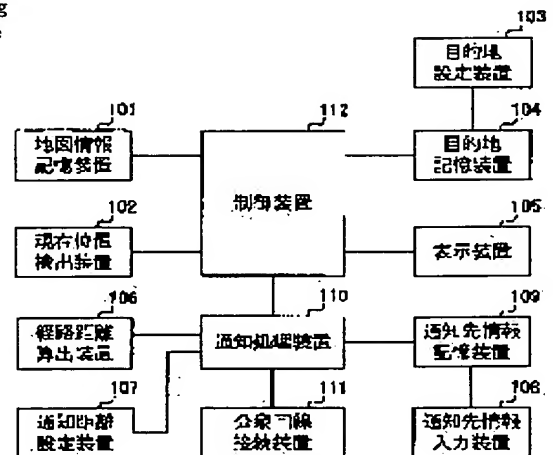 103
目的地
設定装置
101
112
104
地図情報
記憶装置
制御装置
目的地
記憶装置
102
105
現在位置
検出装置
表示装置
106
110
109
経路距離
算出装置
通知処理装置
通知先情報
記憶装置
107
111
108
通知距離
設定装置
公衆回線
接続装置
通知先情報
入力装置